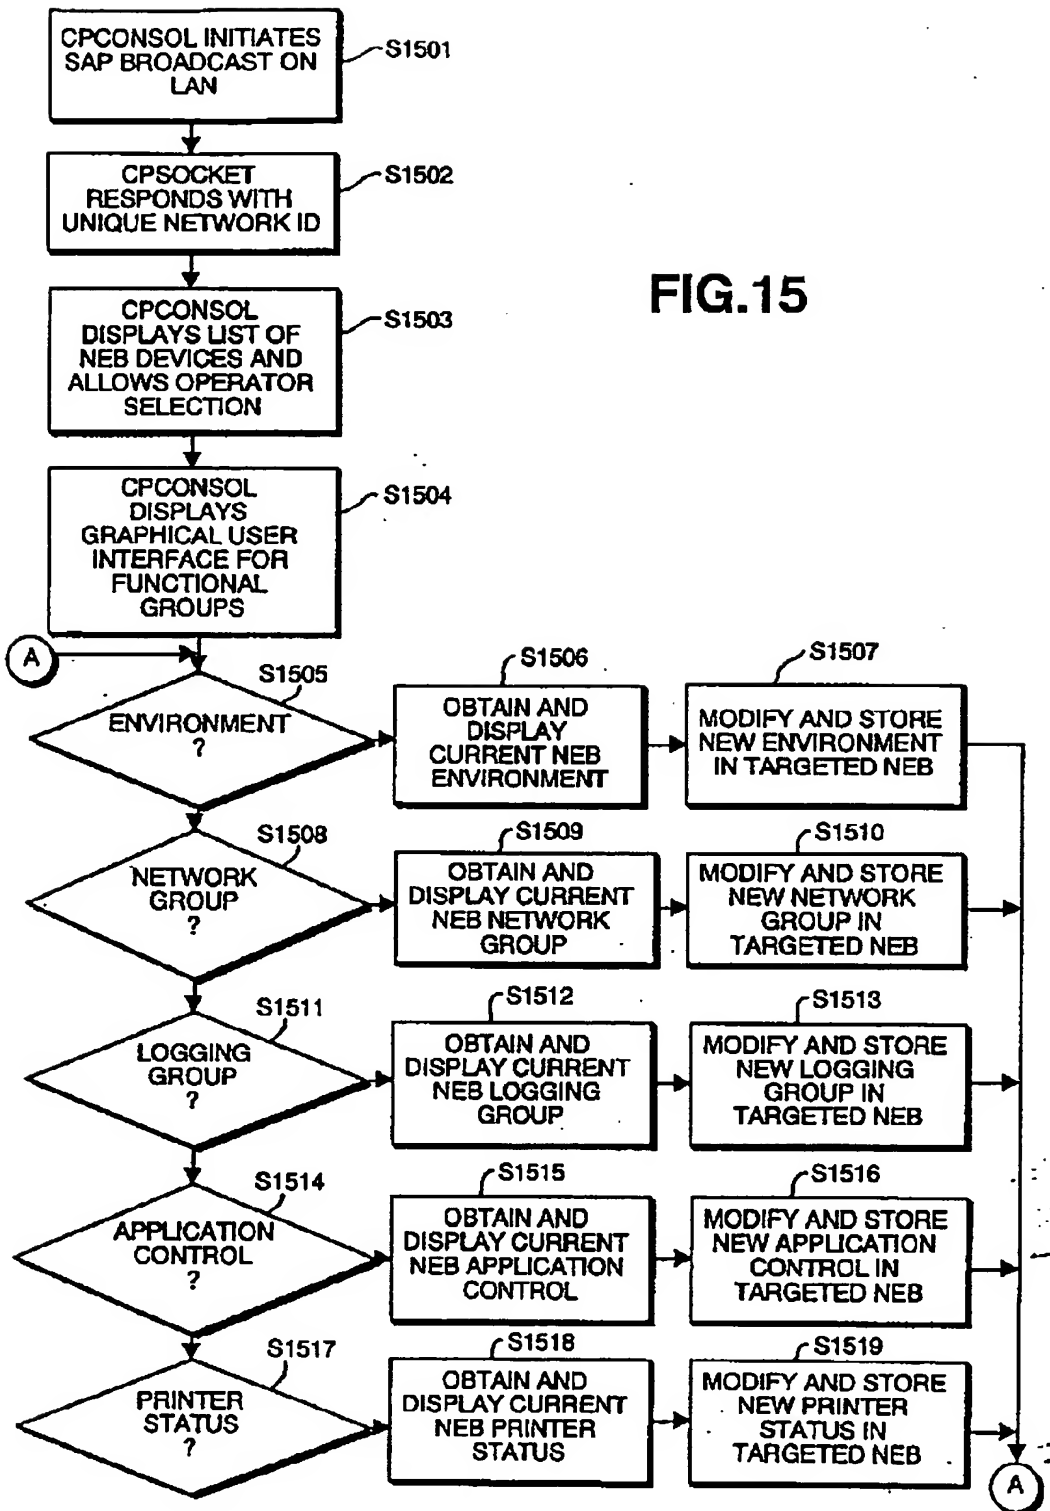 CPCONSOL INITIATES
SAP BROADCAST ON
LAN
S1501
CPSOCKET
RESPONDS WITH
UNIQUE NETWORK ID
S1502
CPCONSOL
DISPLAYS LIST OF
NEB DEVICES AND
ALLOWS OPERATOR
SELECTION
S1503
FIG.15
CPCONSOL
DISPLAYS
GRAPHICAL USER
INTERFACE FOR
FUNCTIONAL
GROUPS
S1504
A
ENVIRONMENT
?
S1505
OBTAIN AND
DISPLAY
CURRENT NEB
ENVIRONMENT
S1506
MODIFY AND STORE
NEW ENVIRONMENT
IN TARGETED NEB
S1507
NETWORK
GROUP
?
S1508
OBTAIN AND
DISPLAY CURRENT
NEB NETWORK
GROUP
S1509
MODIFY AND STORE
NEW NETWORK
GROUP IN
TARGETED NEB
S1510
LOGGING
GROUP
?
S1511
OBTAIN AND
DISPLAY CURRENT
NEB LOGGING
GROUP
S1512
MODIFY AND STORE
NEW LOGGING
GROUP IN
TARGETED NEB
S1513
APPLICATION
CONTROL
?
S1514
OBTAIN AND
DISPLAY CURRENT
NEB APPLICATION
CONTROL
S1515
MODIFY AND STORE
NEW APPLICATION
CONTROL IN
TARGETED NEB
S1516
PRINTER
STATUS
?
S1517
OBTAIN AND
DISPLAY CURRENT
NEB PRINTER
STATUS
S1518
MODIFY AND STORE
NEW PRINTER
STATUS IN
TARGETED NEB
S1519
A